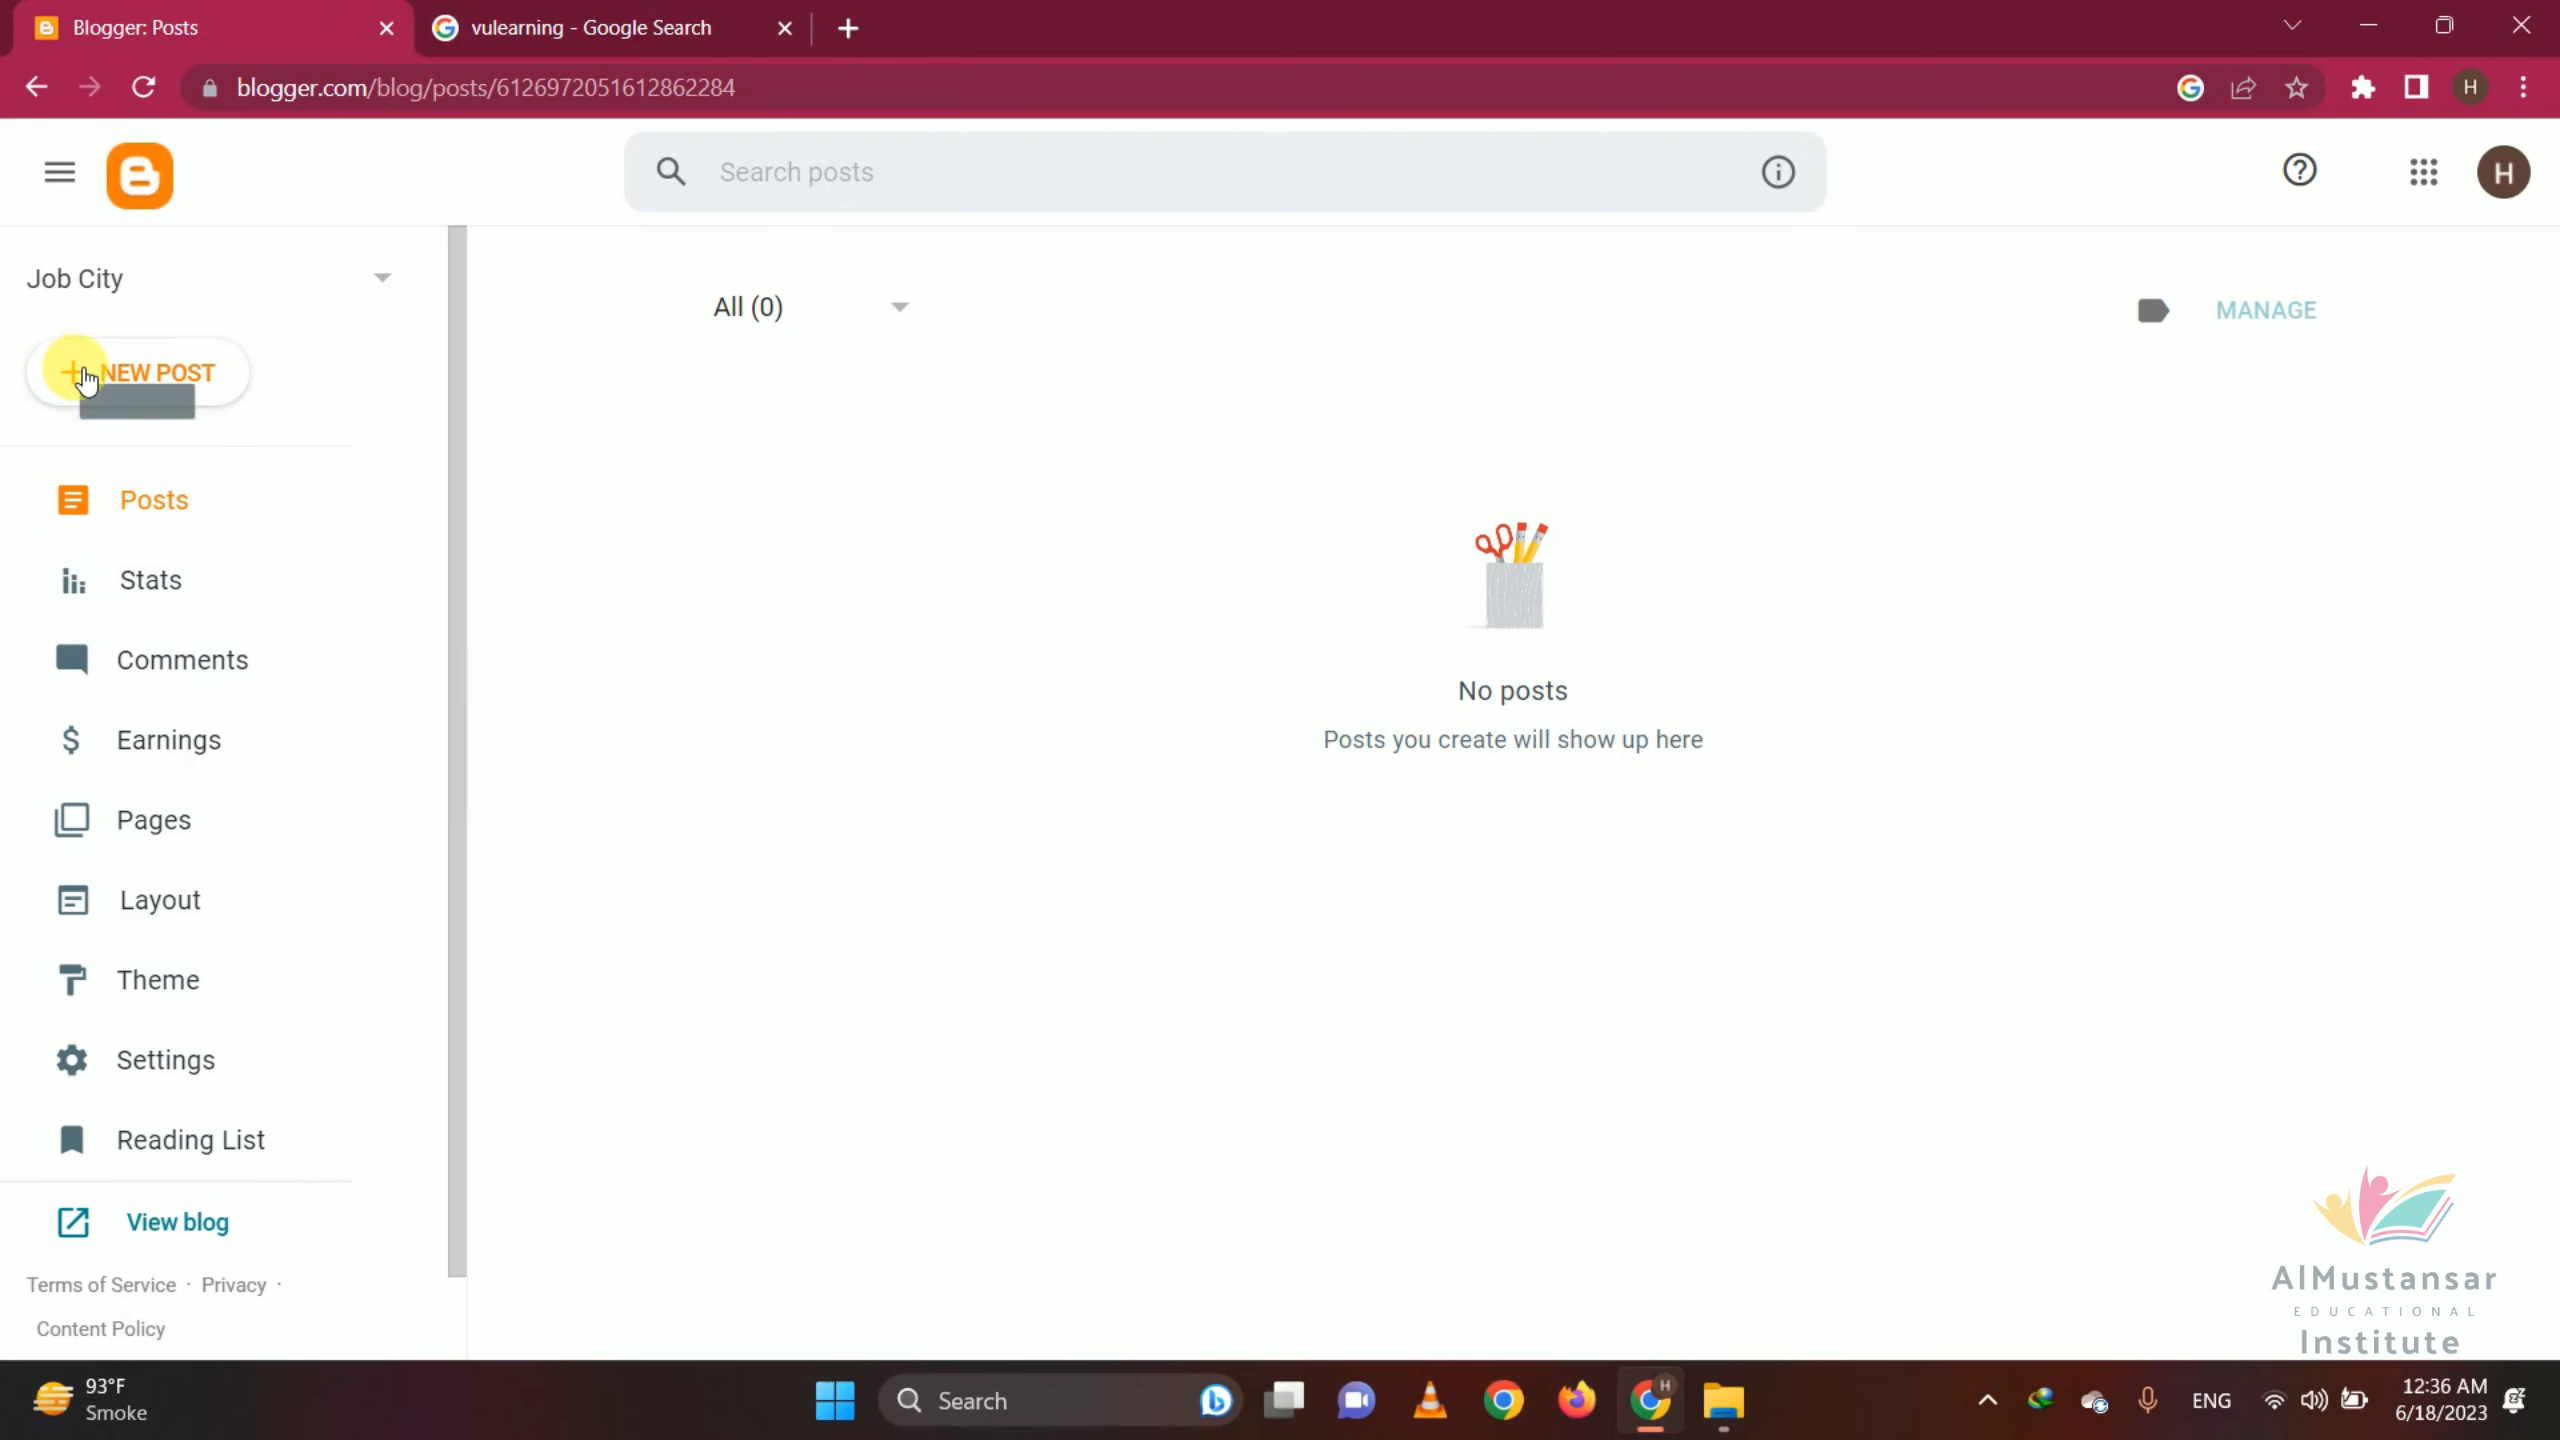 Blogger: Posts
vulearning - Google Search
blogger.com/blog/posts/6126972051612862284
H
Search posts
H
Job City
All (0)
MANAGE
NEW POST
Posts
Stats
Comments
Earnings
Pages
Layout
Theme
Settings
Reading List
View blog
Terms of Service · Privacy ·
Content Policy
No posts
Posts you create will show up here
AlMustansar
EDUCATIONAL
Institute
93°F
Smoke
Search
H
ENG
12:36 AM
6/18/2023